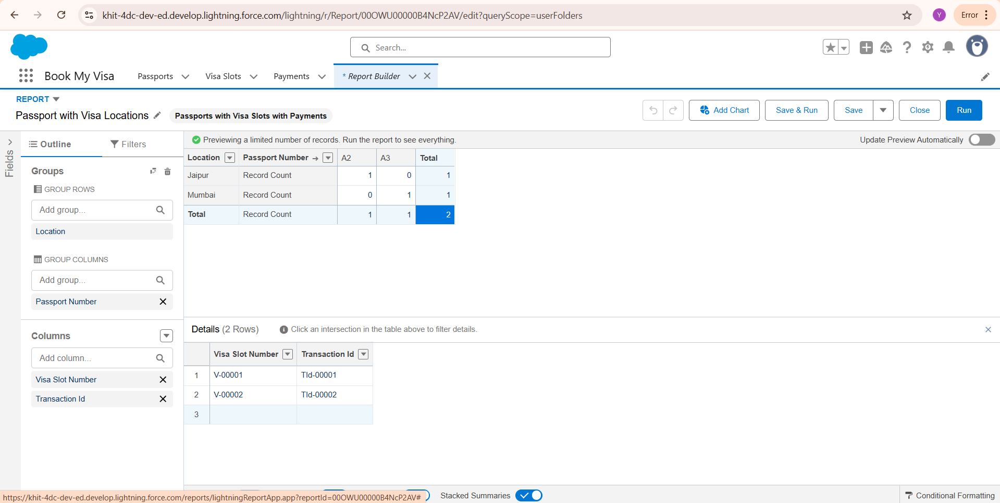 khit-4dc-dev-ed.develop.lightning.force.com/lightning/r/Report/00OWU00000B4NcP2AV/edit?queryScope=userFolders
Y
Error
Search...
Book My Visa
Passports
Visa Slots
Payments
* Report Builder
REPORT
Passport with Visa Locations
Passports with Visa Slots with Payments
Add Chart
Save & Run
Save
Close
Run
Fields
Outline
Filters
Previewing a limited number of records. Run the report to see everything.
Update Preview Automatically
Groups
GROUP ROWS
Add group...
Location
GROUP COLUMNS
Add group...
Passport Number
Columns
Add column...
Visa Slot Number
Transaction Id
Location Passport Number → A2 A3 Total
Jaipur Record Count 1 0 1
Mumbai Record Count 0 1 1
Total Record Count 1 1 2
Details (2 Rows)
Click an intersection in the table above to filter details.
Visa Slot Number Transaction Id
1 V-00001 TId-00001
2 V-00002 TId-00002
3
https://khit-4dc-dev-ed.develop.lightning.force.com/reports/lightningReportApp.app?reportId=00OWU00000B4NcP2AV#
Stacked Summaries
Conditional Formatting